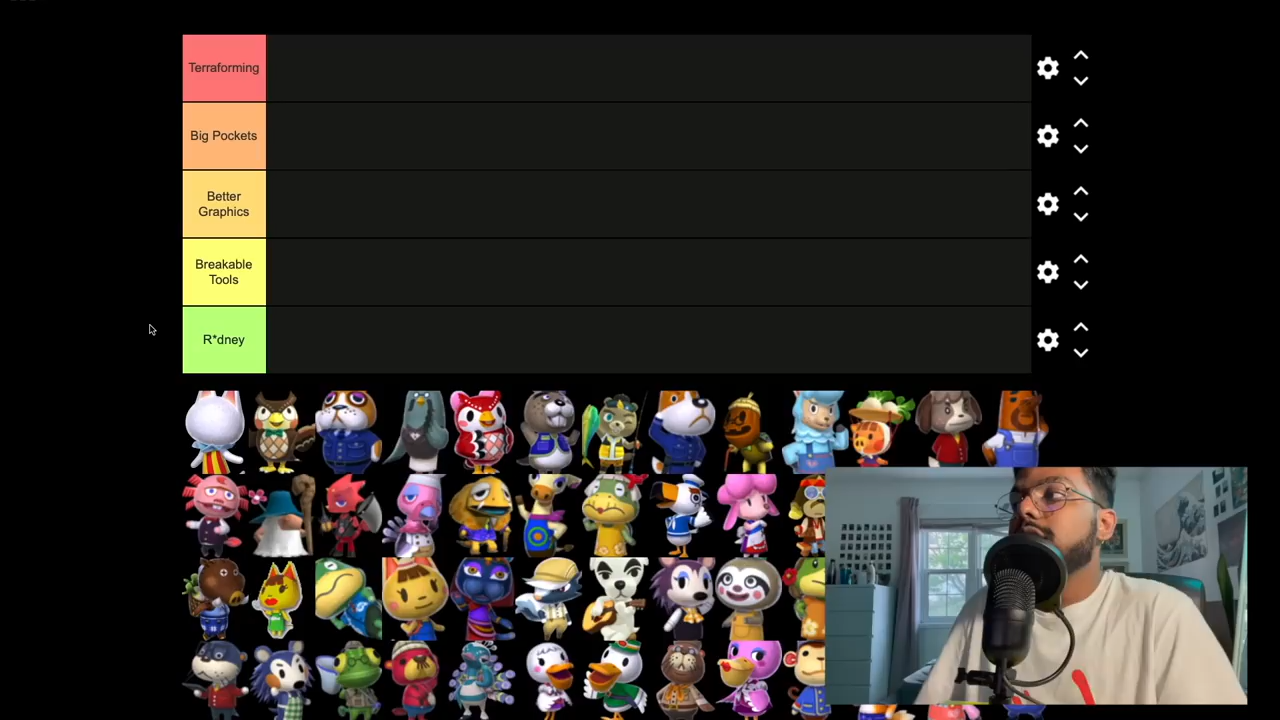 Terraforming
Big Pockets
Better
Graphics
Breakable
Tools
R*dney